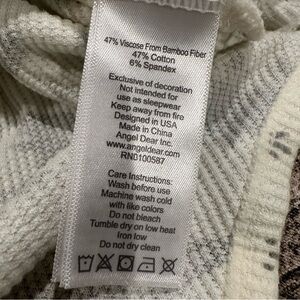 47% Viscose From Bamboo Fiber
47% Cotton
6% Spandex
Exclusive of decoration
Not intended for
use as sleepwear
Keep away from fire
Designed in USA
Made in China
Angel Dear Inc.
www.angeldear.com
RN0100587
Care Instructions:
Wash before use
Machine wash cold
with like colors
Do not bleach
Tumble dry on low heat
Iron low
Do not dry clean